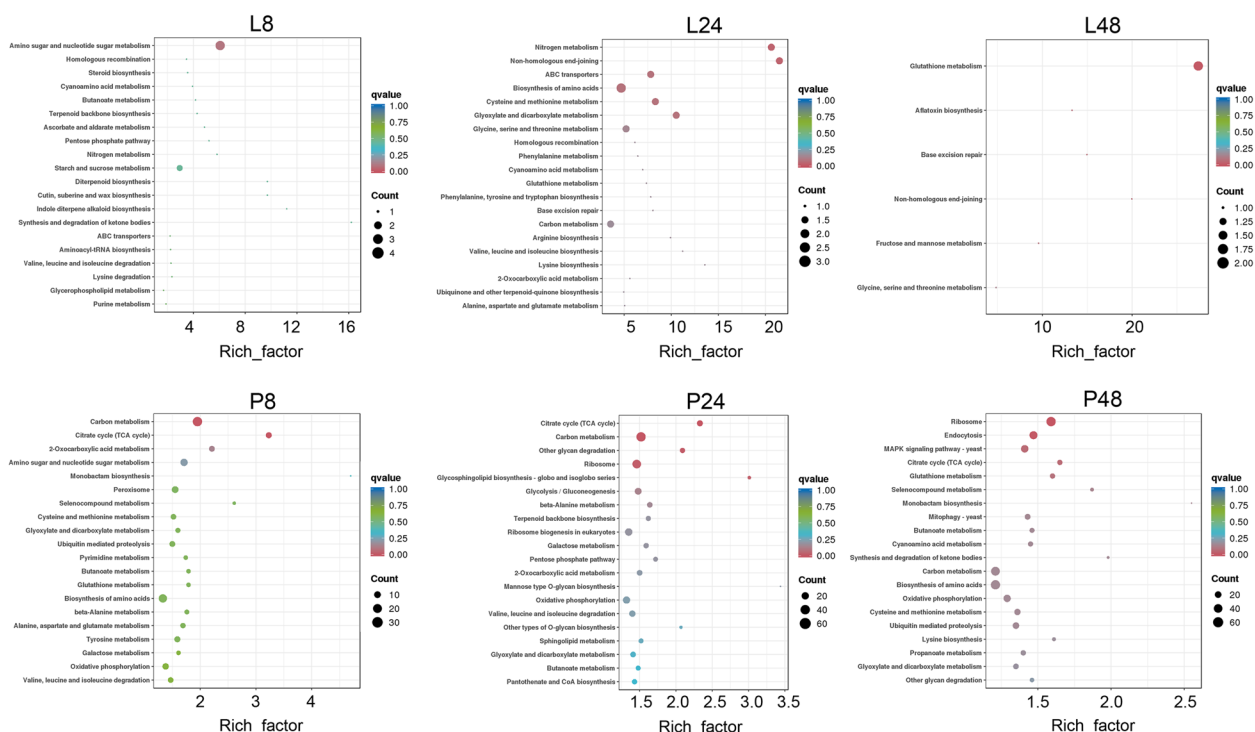 L8
Amino sugar and nucleotide sugar metabolism
Homologous recombination
Steroid biosynthesis
Cyanoamino acid metabolism
Butanoate metabolism
Terpenoid backbone biosynthesis
Ascorbate and aldarate metabolism
Pentose phosphate pathway
Nitrogen metabolism
Starch and sucrose metabolism
Diterpenoid biosynthesis
Cutin, suberine and wax biosynthesis
Indole diterpene alkaloid biosynthesis
Synthesis and degradation of ketone bodies
ABC transporters
Aminoacyl-tRNA biosynthesis
Valine, leucine and isoleucine degradation
Lysine degradation
Glycerophospholipid metabolism
Purine metabolism
4 8 12 16
Rich_factor
qvalue
1.00
0.75
0.50
0.25
0.00
Count
1
2
3
4
L24
Nitrogen metabolism
Non-homologous end-joining
ABC transporters
Biosynthesis of amino acids
Cysteine and methionine metabolism
Glyoxylate and dicarboxylate metabolism
Glycine, serine and threonine metabolism
Homologous recombination
Phenylalanine metabolism
Cyanoamino acid metabolism
Glutathione metabolism
Phenylalanine, tyrosine and tryptophan biosynthesis
Base excision repair
Carbon metabolism
Arginine biosynthesis
Valine, leucine and isoleucine biosynthesis
Lysine biosynthesis
2-Oxocarboxylic acid metabolism
Ubiquinone and other terpenoid-quinone biosynthesis
Alanine, aspartate and glutamate metabolism
5 10 15 20
Rich_factor
qvalue
1.00
0.75
0.50
0.25
0.00
Count
1.0
1.5
2.0
2.5
3.0
L48
Glutathione metabolism
Aflatoxin biosynthesis
Base excision repair
Non-homologous end-joining
Fructose and mannose metabolism
Glycine, serine and threonine metabolism
10 20
Rich_factor
qvalue
1.00
0.75
0.50
0.25
0.00
Count
1.00
1.25
1.50
1.75
2.00
P8
Carbon metabolism
Citrate cycle (TCA cycle)
2-Oxocarboxylic acid metabolism
Amino sugar and nucleotide sugar metabolism
Monobactam biosynthesis
Peroxisome
Selenocompound metabolism
Cysteine and methionine metabolism
Glyoxylate and dicarboxylate metabolism
Ubiquitin mediated proteolysis
Pyrimidine metabolism
Butanoate metabolism
Glutathione metabolism
Biosynthesis of amino acids
beta-Alanine metabolism
Alanine, aspartate and glutamate metabolism
Tyrosine metabolism
Galactose metabolism
Oxidative phosphorylation
Valine, leucine and isoleucine degradation
2 3 4
Rich_factor
qvalue
1.00
0.75
0.50
0.25
0.00
Count
10
20
30
P24
Citrate cycle (TCA cycle)
Carbon metabolism
Other glycan degradation
Ribosome
Glycosphingolipid biosynthesis - globo and isoglobo series
Glycolysis / Gluconeogenesis
beta-Alanine metabolism
Terpenoid backbone biosynthesis
Ribosome biogenesis in eukaryotes
Galactose metabolism
Pentose phosphate pathway
2-Oxocarboxylic acid metabolism
Mannose type O-glycan biosynthesis
Oxidative phosphorylation
Valine, leucine and isoleucine degradation
Other types of O-glycan biosynthesis
Sphingolipid metabolism
Glyoxylate and dicarboxylate metabolism
Butanoate metabolism
Pantothenate and CoA biosynthesis
1.5 2.0 2.5 3.0 3.5
Rich_factor
qvalue
1.00
0.75
0.50
0.25
0.00
Count
20
40
60
P48
Ribosome
Endocytosis
MAPK signaling pathway - yeast
Citrate cycle (TCA cycle)
Glutathione metabolism
Selenocompound metabolism
Monobactam biosynthesis
Mitophagy - yeast
Butanoate metabolism
Cyanoamino acid metabolism
Synthesis and degradation of ketone bodies
Carbon metabolism
Biosynthesis of amino acids
Oxidative phosphorylation
Cysteine and methionine metabolism
Ubiquitin mediated proteolysis
Lysine biosynthesis
Propanoate metabolism
Glyoxylate and dicarboxylate metabolism
Other glycan degradation
1.5 2.0 2.5
Rich_factor
qvalue
1.00
0.75
0.50
0.25
0.00
Count
20
40
60